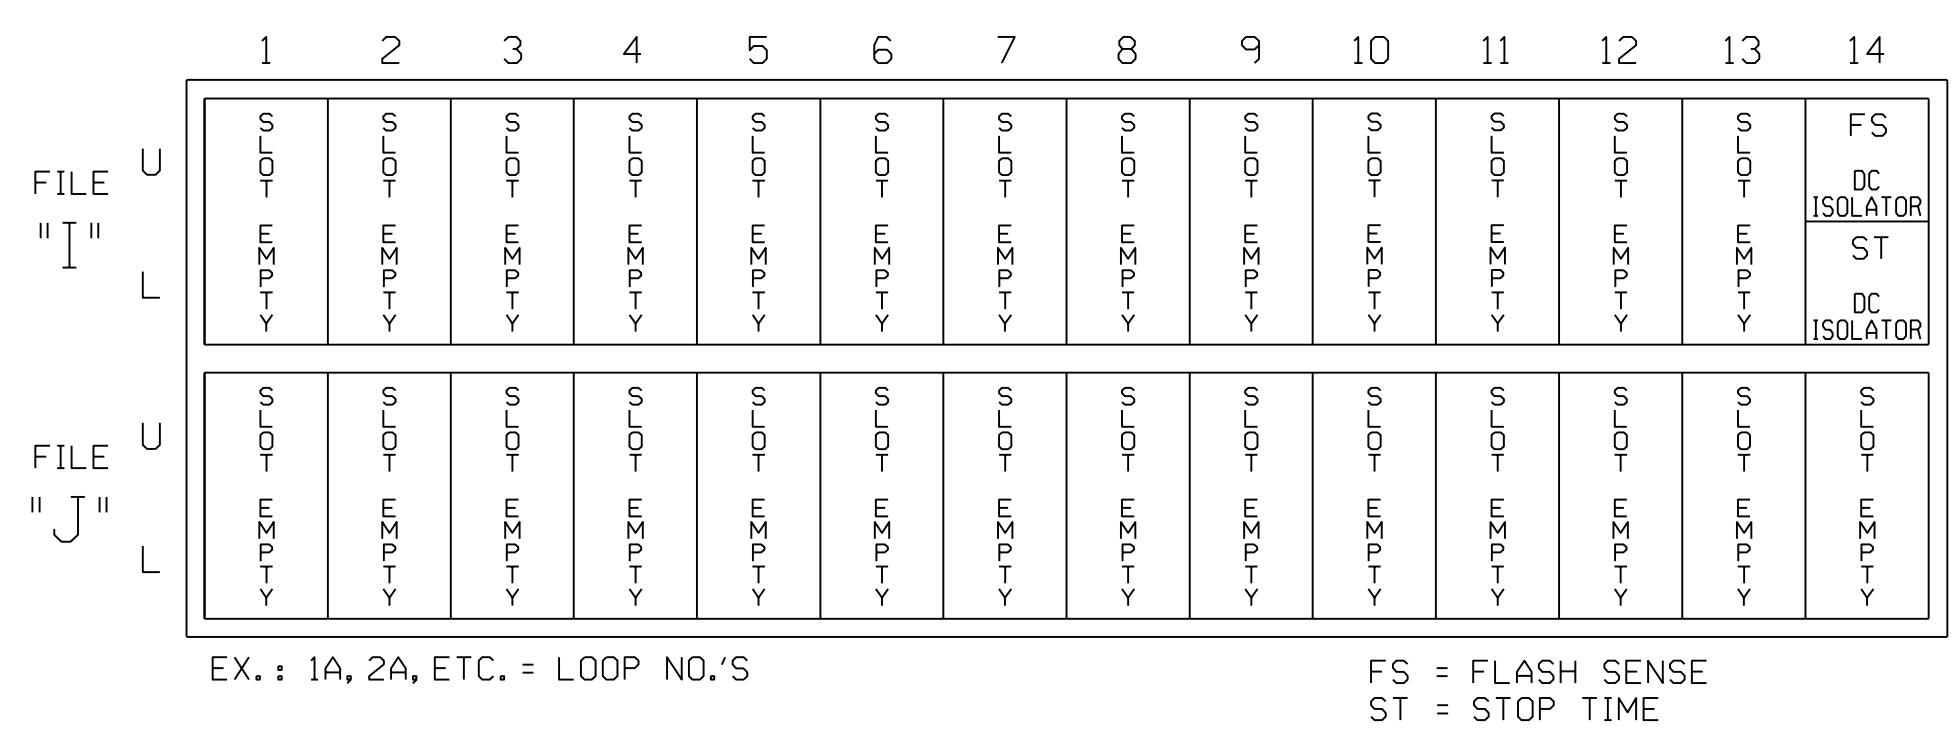 1 2 3 4 5 6 7 8 9 10 11 12 13 14
FILE "I"
U
L
SLOT EMPTY
SLOT EMPTY
SLOT EMPTY
SLOT EMPTY
SLOT EMPTY
SLOT EMPTY
SLOT EMPTY
SLOT EMPTY
SLOT EMPTY
SLOT EMPTY
SLOT EMPTY
SLOT EMPTY
SLOT EMPTY
FS
DC
ISOLATOR
ST
DC
ISOLATOR
FILE "J"
U
L
SLOT EMPTY
SLOT EMPTY
SLOT EMPTY
SLOT EMPTY
SLOT EMPTY
SLOT EMPTY
SLOT EMPTY
SLOT EMPTY
SLOT EMPTY
SLOT EMPTY
SLOT EMPTY
SLOT EMPTY
SLOT EMPTY
SLOT EMPTY
EX.: 1A, 2A, ETC. = LOOP NO.'S
FS = FLASH SENSE
ST = STOP TIME